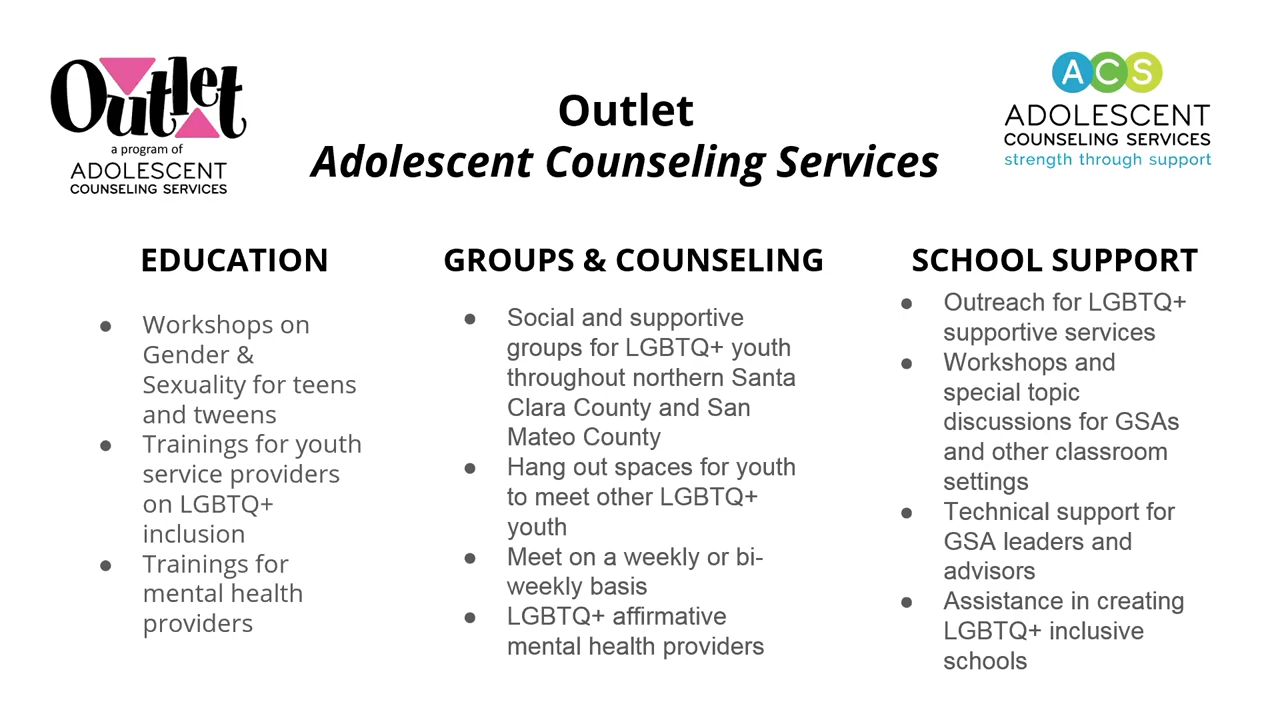 Outlet
a program of
ADOLESCENT
COUNSELING SERVICES
Outlet
Adolescent Counseling Services
ACS
ADOLESCENT
COUNSELING SERVICES
strength through support
EDUCATION
● Workshops on
Gender &
Sexuality for teens
and tweens
● Trainings for youth
service providers
on LGBTQ+
inclusion
● Trainings for
mental health
providers
GROUPS & COUNSELING
● Social and supportive
groups for LGBTQ+ youth
throughout northern Santa
Clara County and San
Mateo County
● Hang out spaces for youth
to meet other LGBTQ+
youth
● Meet on a weekly or bi-
weekly basis
● LGBTQ+ affirmative
mental health providers
SCHOOL SUPPORT
● Outreach for LGBTQ+
supportive services
● Workshops and
special topic
discussions for GSAs
and other classroom
settings
● Technical support for
GSA leaders and
advisors
● Assistance in creating
LGBTQ+ inclusive
schools